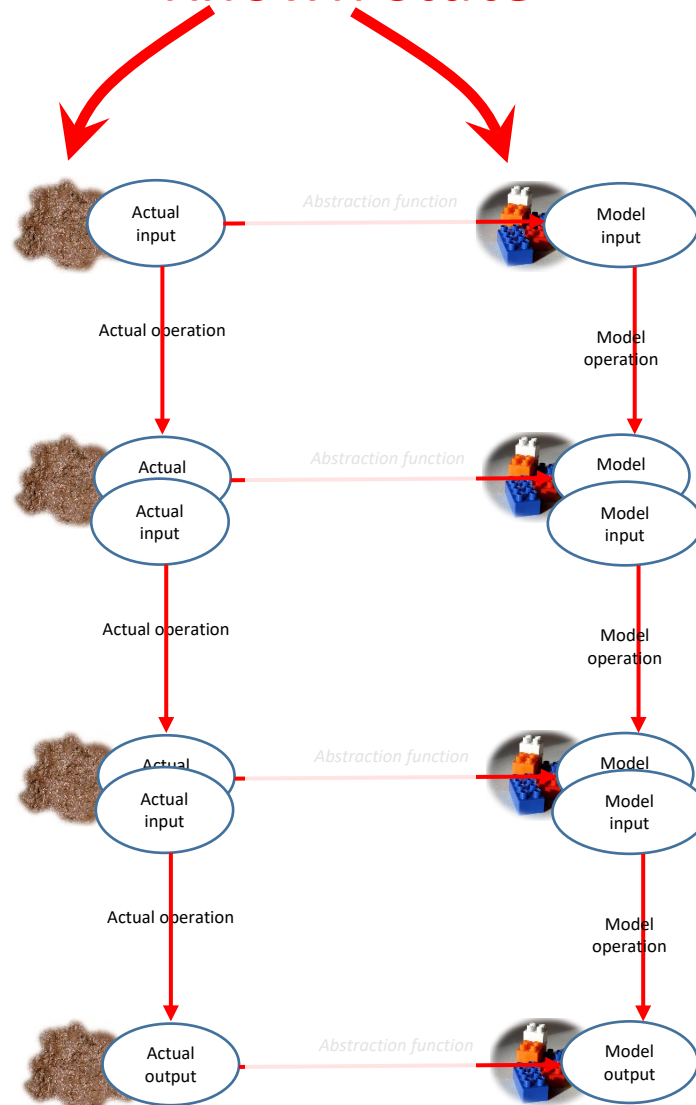 Actual
input
Abstraction function
Model
input
Actual operation
Model
operation
Actual
Abstraction function
Model
Actual
input
Model
input
Actual operation
Model
operation
Actual
Abstraction function
Model
Actual
input
Model
input
Actual operation
Model
operation
Actual
output
Abstraction function
Model
output